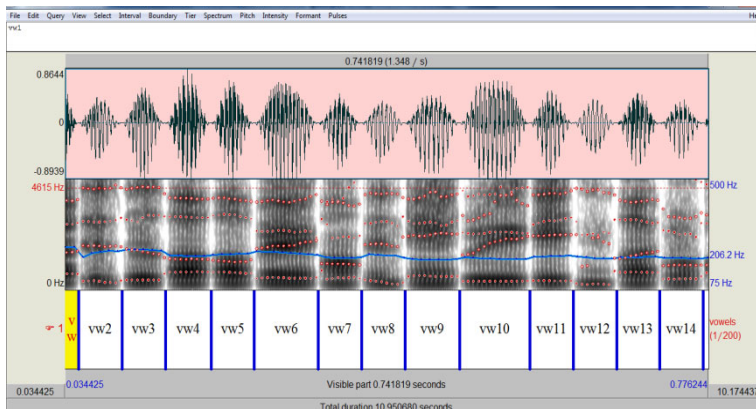 File Edit Query View Select Interval Boundary Tier Spectrum Pitch Intensity Formant Pulses He
vw1
0.741819 (1.348 / s)
0.8644
0
-0.8939
4615 Hz
500 Hz
206.2 Hz
0 Hz
75 Hz
1
v
w
vw2 vw3 vw4 vw5 vw6 vw7 vw8 vw9 vw10 vw11 vw12 vw13 vw14
vowels
(1/200)
0.034425
Visible part 0.741819 seconds
0.776244
0.034425
10.174437
Total duration 10.950680 seconds